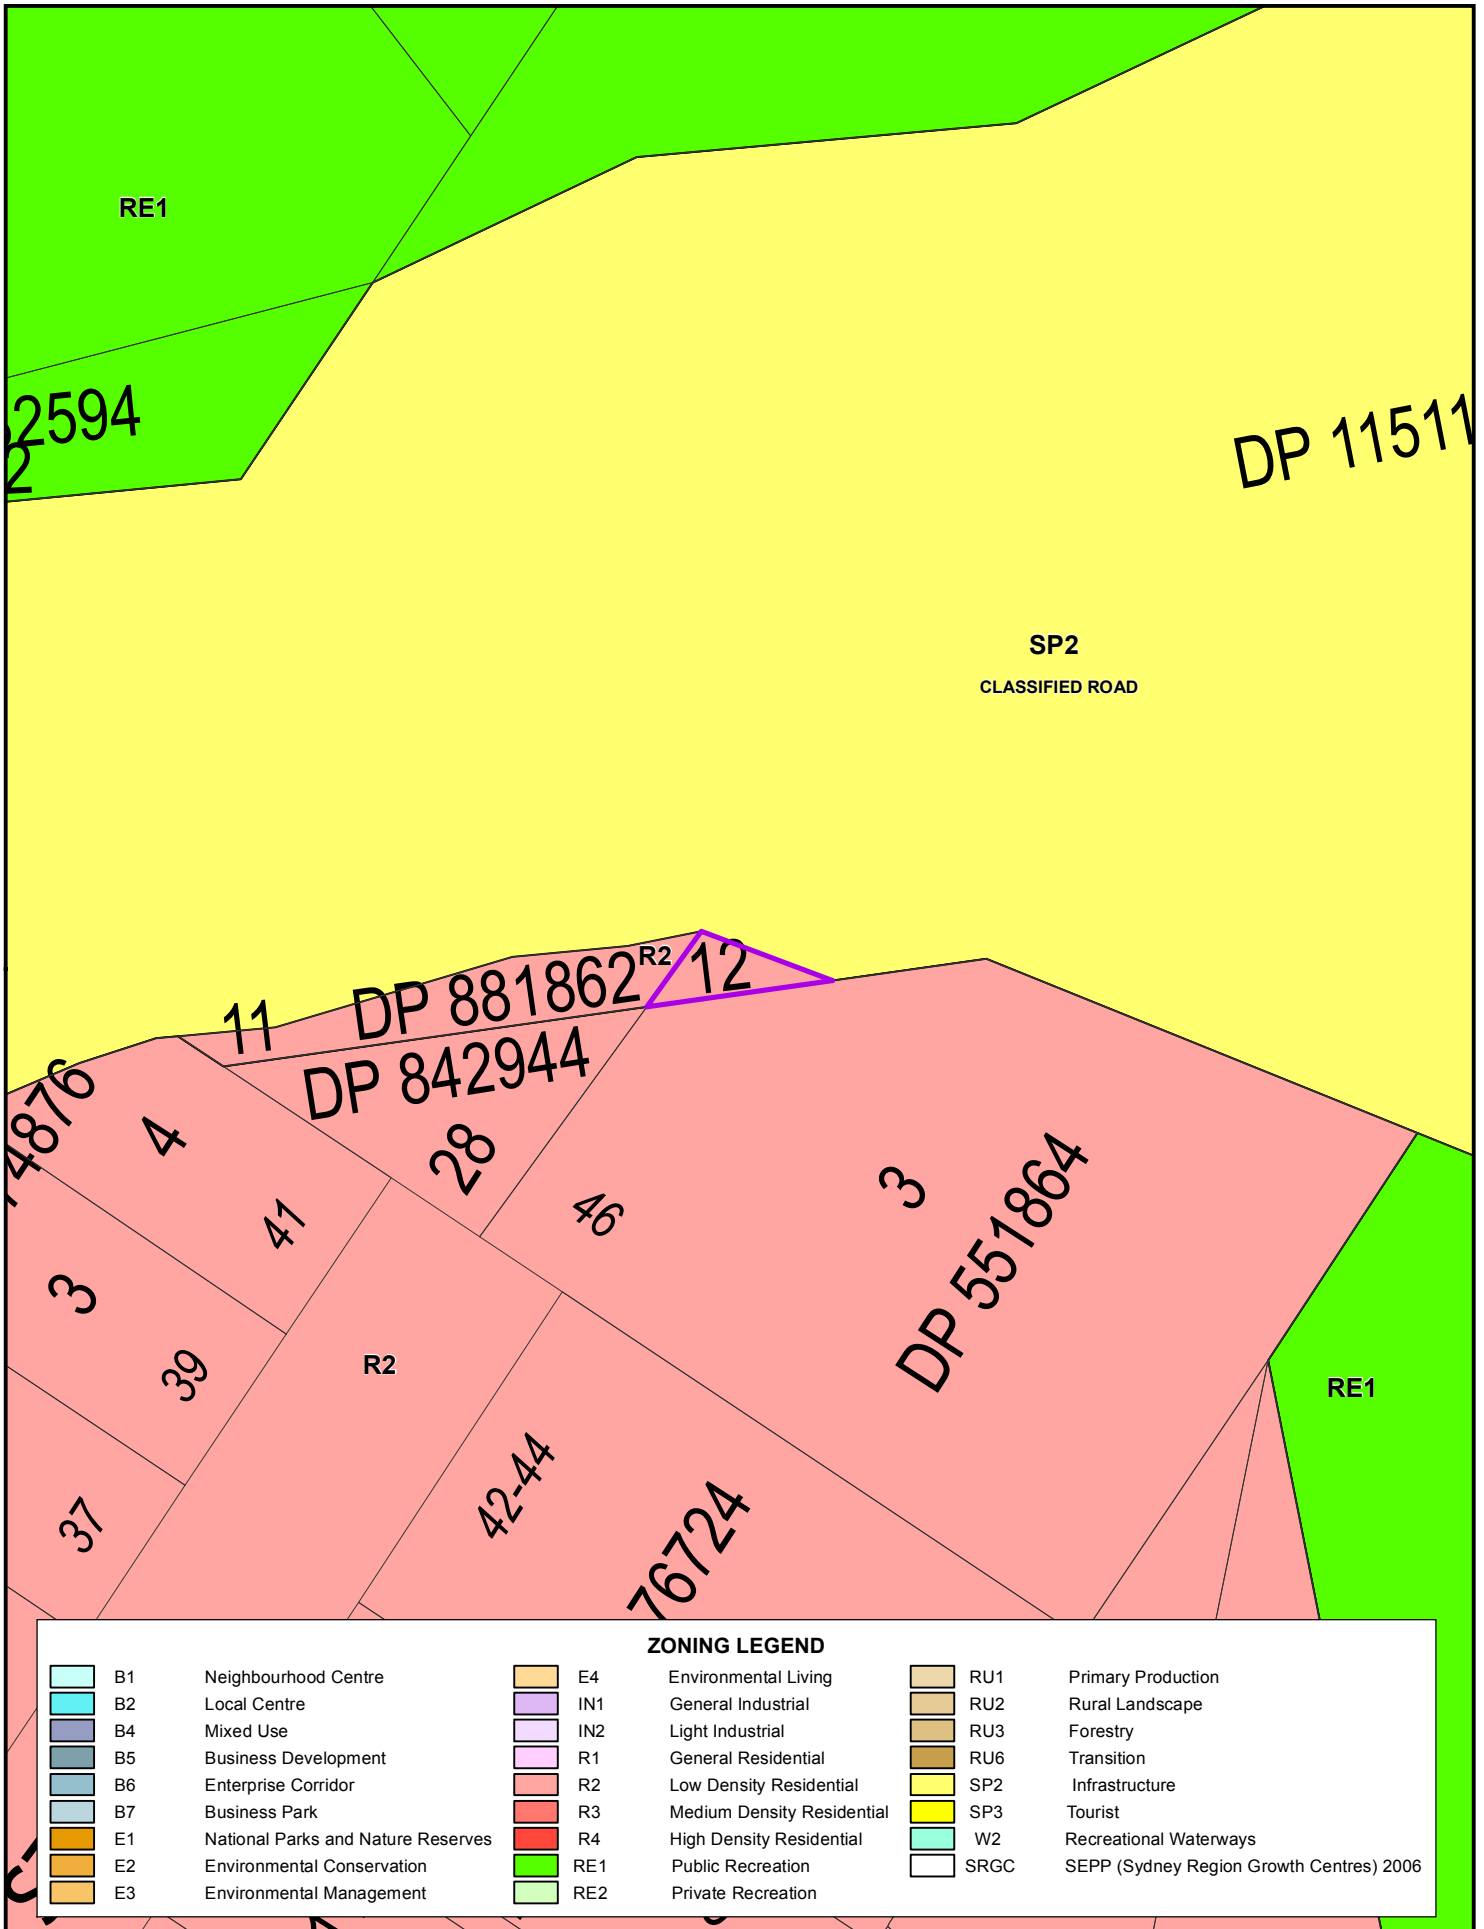 RE1
2594
2
DP 11511
SP2
CLASSIFIED ROAD
R2
12
DP 881862
11
DP 842944
4876
4
28
46
3
DP 551864
41
3
39
R2
RE1
42-44
37
76724
ZONING LEGEND
B1 Neighbourhood Centre
B2 Local Centre
B4 Mixed Use
B5 Business Development
B6 Enterprise Corridor
B7 Business Park
E1 National Parks and Nature Reserves
E2 Environmental Conservation
E3 Environmental Management
E4 Environmental Living
IN1 General Industrial
IN2 Light Industrial
R1 General Residential
R2 Low Density Residential
R3 Medium Density Residential
R4 High Density Residential
RE1 Public Recreation
RE2 Private Recreation
RU1 Primary Production
RU2 Rural Landscape
RU3 Forestry
RU6 Transition
SP2 Infrastructure
SP3 Tourist
W2 Recreational Waterways
SRGC SEPP (Sydney Region Growth Centres) 2006